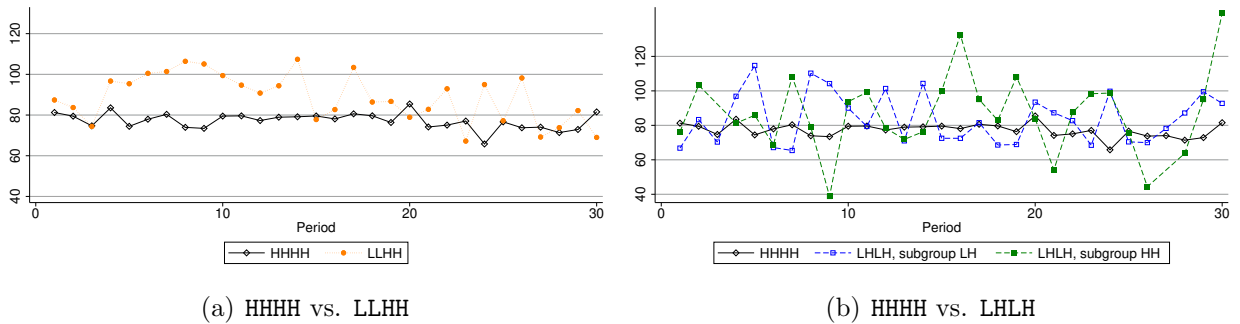 120
100
80
60
40
0
10
20
30
Period
HHHH
LLHH
(a) HHHH vs. LLHH
120
100
80
60
40
0
10
20
30
Period
HHHH
LHLH, subgroup LH
LHLH, subgroup HH
(b) HHHH vs. LHLH